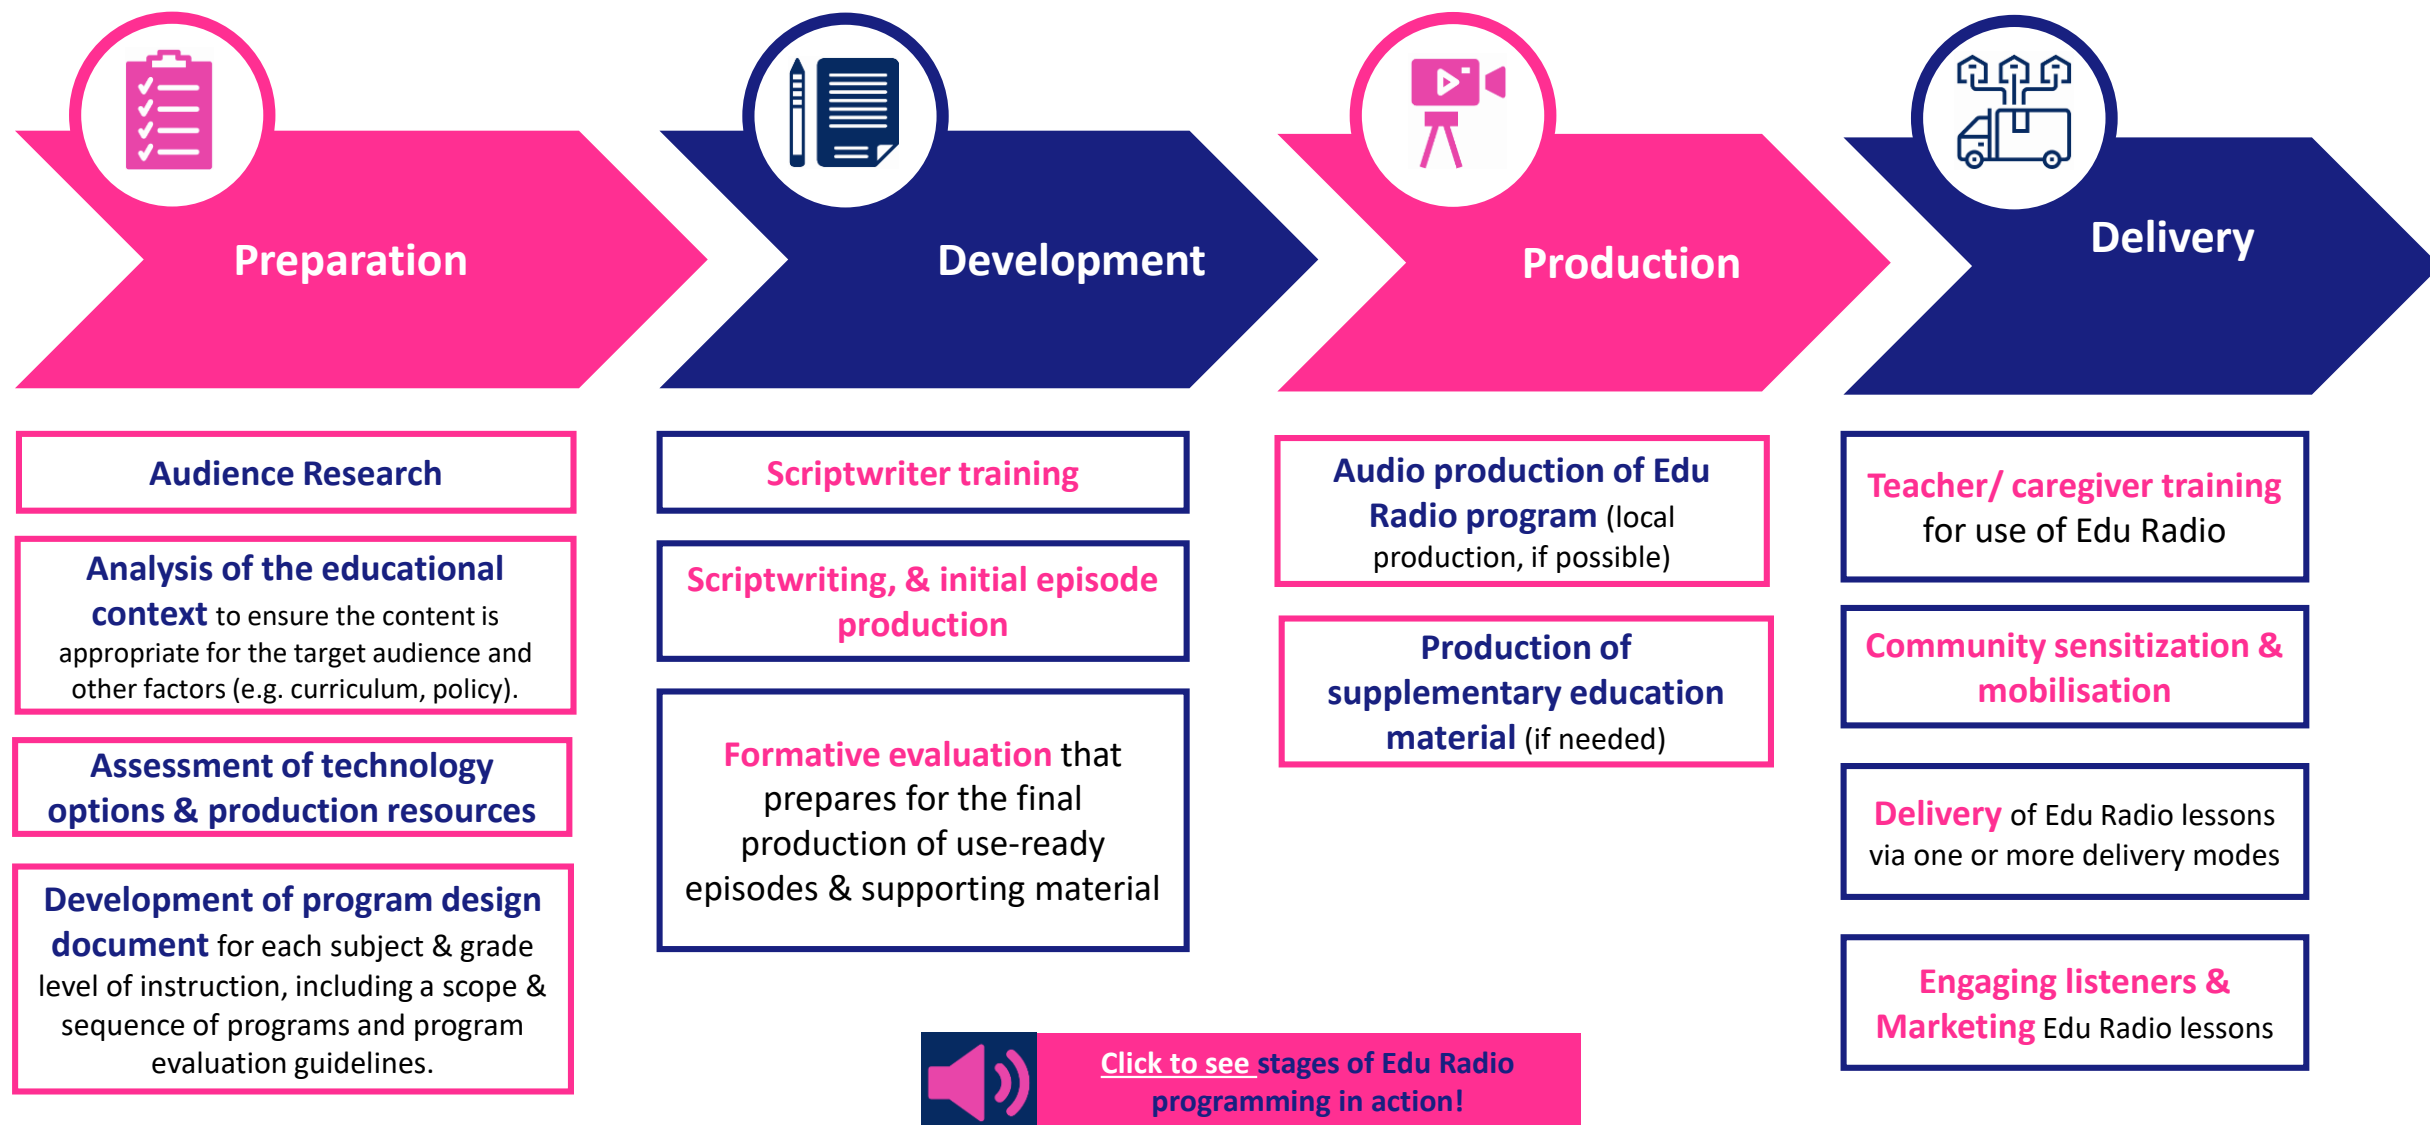 Preparation
Development
Production
Delivery
Audience Research
Analysis of the educational
context to ensure the content is
appropriate for the target audience and
other factors (e.g. curriculum, policy).
Assessment of technology
options & production resources
Development of program design
document for each subject & grade
level of instruction, including a scope &
sequence of programs and program
evaluation guidelines.
Scriptwriter training
Scriptwriting, & initial episode
production
Formative evaluation that
prepares for the final
production of use-ready
episodes & supporting material
Audio production of Edu
Radio program (local
production, if possible)
Production of
supplementary education
material (if needed)
Teacher/ caregiver training
for use of Edu Radio
Community sensitization &
mobilisation
Delivery of Edu Radio lessons
via one or more delivery modes
Engaging listeners &
Marketing Edu Radio lessons
Click to see stages of Edu Radio
programming in action!